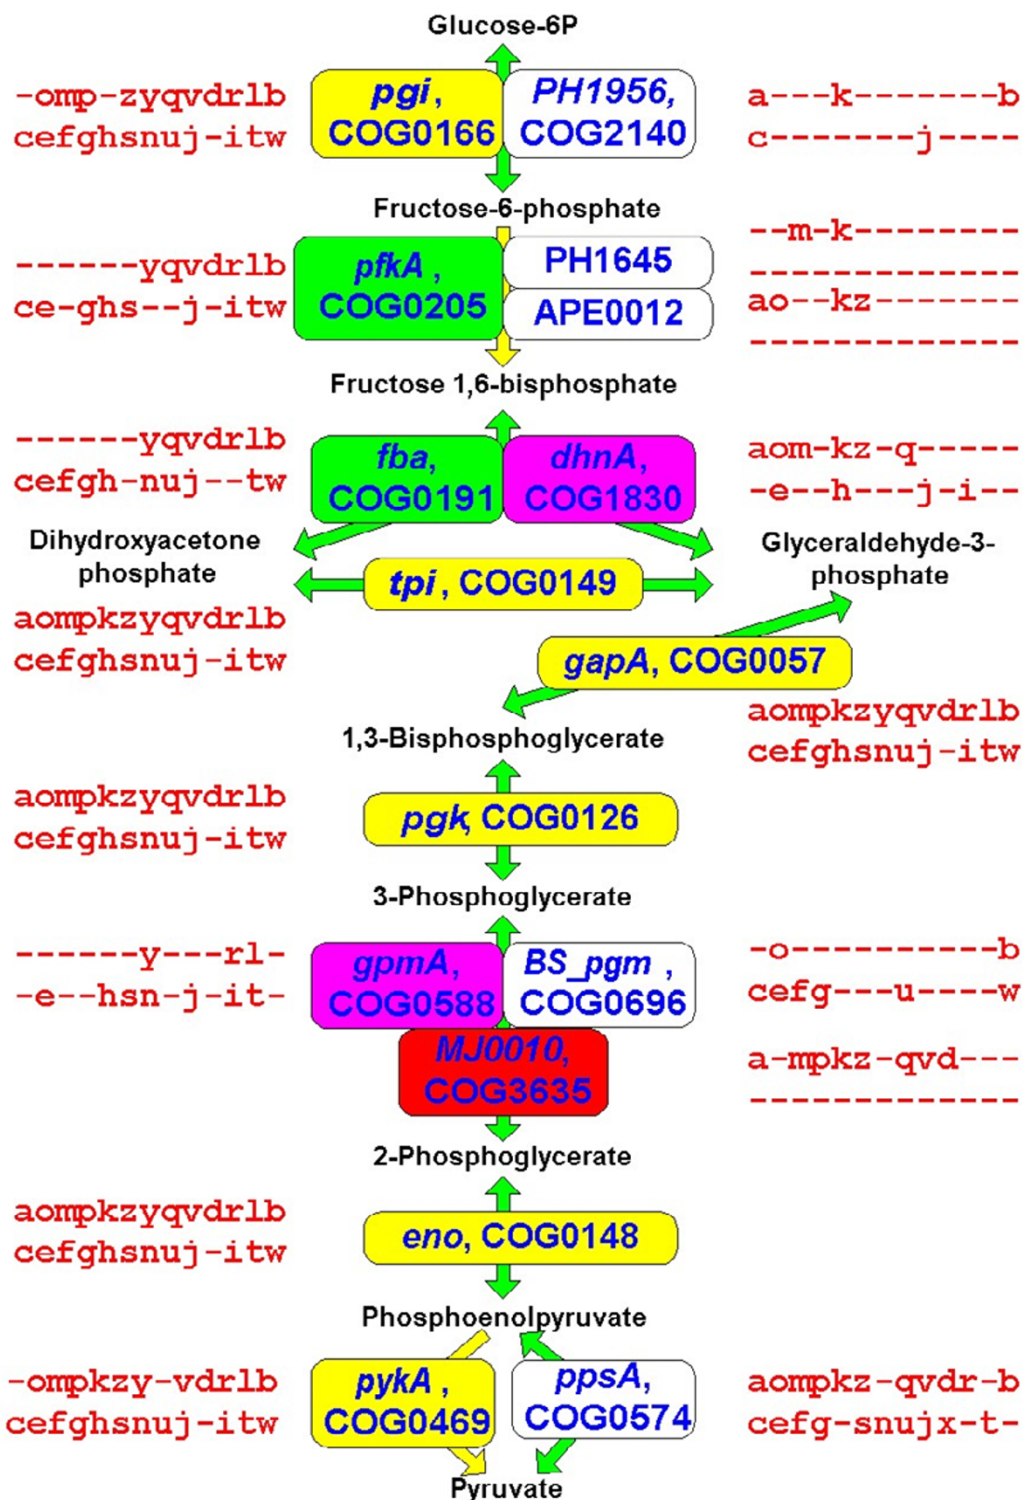 Glucose-6P
-omp-zyqvdrlb
cefghsnuj-itw
pgi,
COG0166
PH1956,
COG2140
a---k-------b
c-------j----
Fructose-6-phosphate
------yqvdrlb
ce-ghs--j-itw
pfkA,
COG0205
PH1645
APE0012
--m-k--------
-------------
ao--kz-------
-------------
Fructose 1,6-bisphosphate
------yqvdrlb
cefgh-nuj--tw
fba,
COG0191
dhnA,
COG1830
aom-kz-q-----
-e--h---j-i--
Dihydroxyacetone
phosphate
Glyceraldehyde-3-
phosphate
tpi, COG0149
aompkzyqvdrlb
cefghsnuj-itw
gapA, COG0057
aompkzyqvdrlb
cefghsnuj-itw
1,3-Bisphosphoglycerate
aompkzyqvdrlb
cefghsnuj-itw
pgk, COG0126
3-Phosphoglycerate
------y---rl-
-e--hsn-j-it-
gpmA,
COG0588
BS_pgm,
COG0696
-o----------b
cefg---u----w
MJ0010,
COG3635
a-mpkz-qvd---
-------------
2-Phosphoglycerate
aompkzyqvdrlb
cefghsnuj-itw
eno, COG0148
Phosphoenolpyruvate
-ompkzy-vdrlb
cefghsnuj-itw
pykA,
COG0469
ppsA,
COG0574
aompkz-qvdr-b
cefg-snujx-t-
Pyruvate